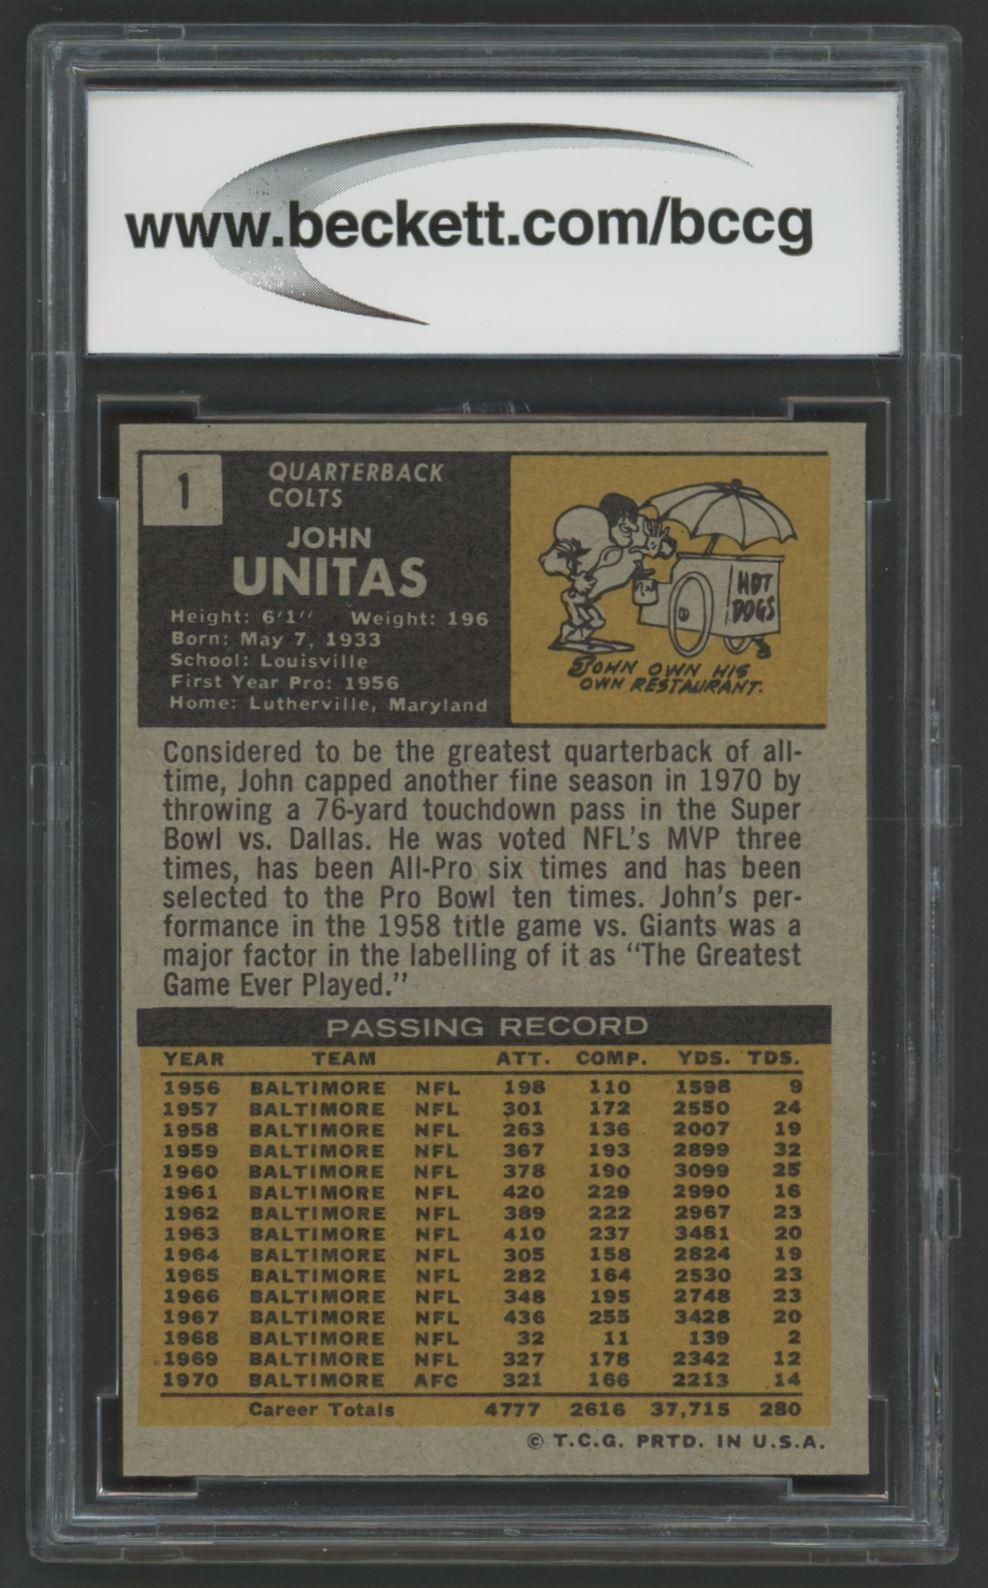 www.beckett.com/bccg
1
QUARTERBACK
COLTS
JOHN
UNITAS
Height: 6'1" Weight: 196
Born: May 7, 1933
School: Louisville
First Year Pro: 1956
Home: Lutherville, Maryland
HOT
DOGS
JOHN OWN HIS
OWN RESTAURANT.
Considered to be the greatest quarterback of all-
time, John capped another fine season in 1970 by
throwing a 76-yard touchdown pass in the Super
Bowl vs. Dallas. He was voted NFL's MVP three
times, has been All-Pro six times and has been
selected to the Pro Bowl ten times. John's per-
formance in the 1958 title game vs. Giants was a
major factor in the labelling of it as "The Greatest
Game Ever Played."
PASSING RECORD
YEAR TEAM ATT. COMP. YDS. TDS.
1956 BALTIMORE NFL 198 110 1598 9
1957 BALTIMORE NFL 301 172 2550 24
1958 BALTIMORE NFL 263 136 2007 19
1959 BALTIMORE NFL 367 193 2899 32
1960 BALTIMORE NFL 378 190 3099 25
1961 BALTIMORE NFL 420 229 2990 16
1962 BALTIMORE NFL 389 222 2967 23
1963 BALTIMORE NFL 410 237 3481 20
1964 BALTIMORE NFL 305 158 2824 19
1965 BALTIMORE NFL 282 164 2530 23
1966 BALTIMORE NFL 348 195 2748 23
1967 BALTIMORE NFL 436 255 3428 20
1968 BALTIMORE NFL 32 11 139 2
1969 BALTIMORE NFL 327 178 2342 12
1970 BALTIMORE AFC 321 166 2213 14
Career Totals 4777 2616 37,715 280
© T.C.G. PRTD. IN U.S.A.